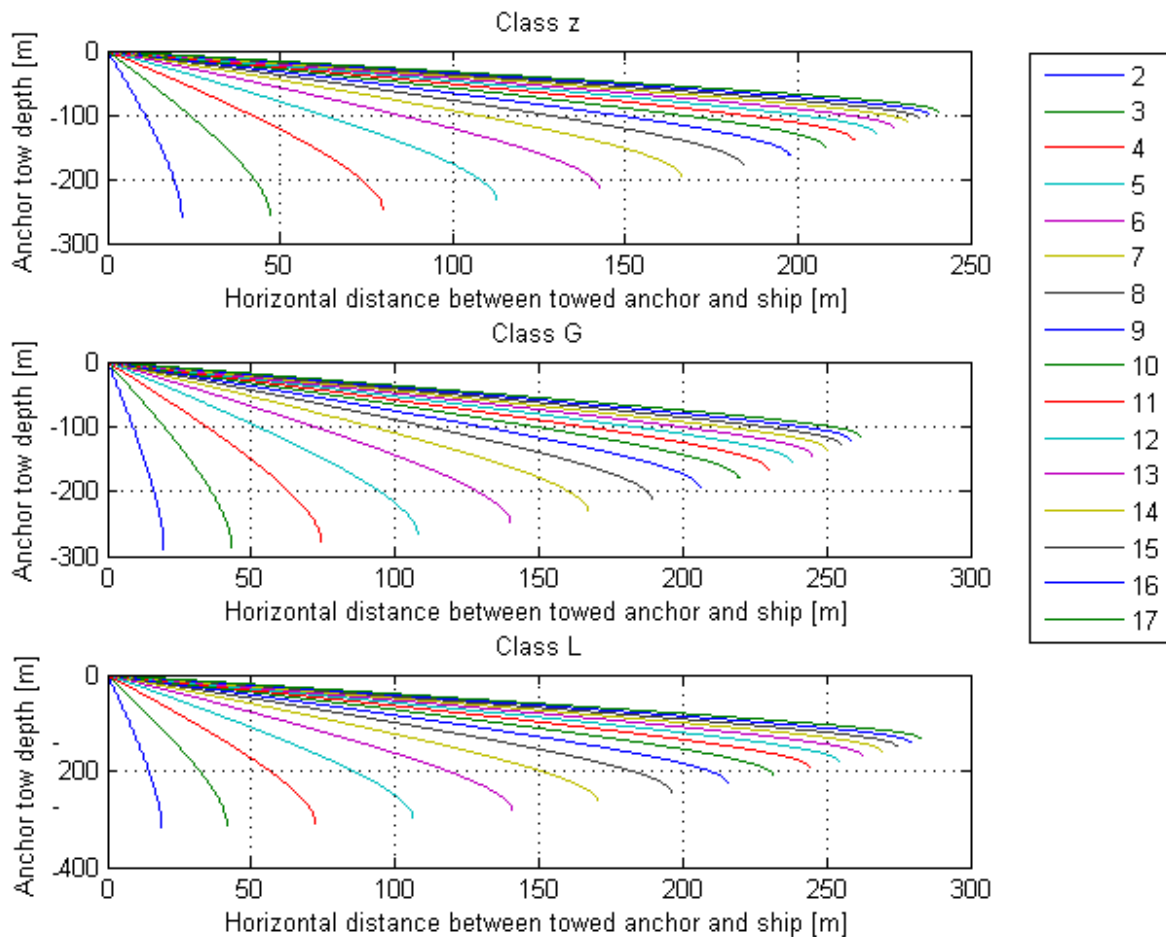 Class z
Anchor tow depth [m]
0
-100
-200
-300
0 50 100 150 200 250
Horizontal distance between towed anchor and ship [m]
Class G
Anchor tow depth [m]
0
-100
-200
-300
0 50 100 150 200 250 300
Horizontal distance between towed anchor and ship [m]
Class L
Anchor tow depth [m]
0
-
200
-
-400
0 50 100 150 200 250 300
Horizontal distance between towed anchor and ship [m]
2
3
4
5
6
7
8
9
10
11
12
13
14
15
16
17